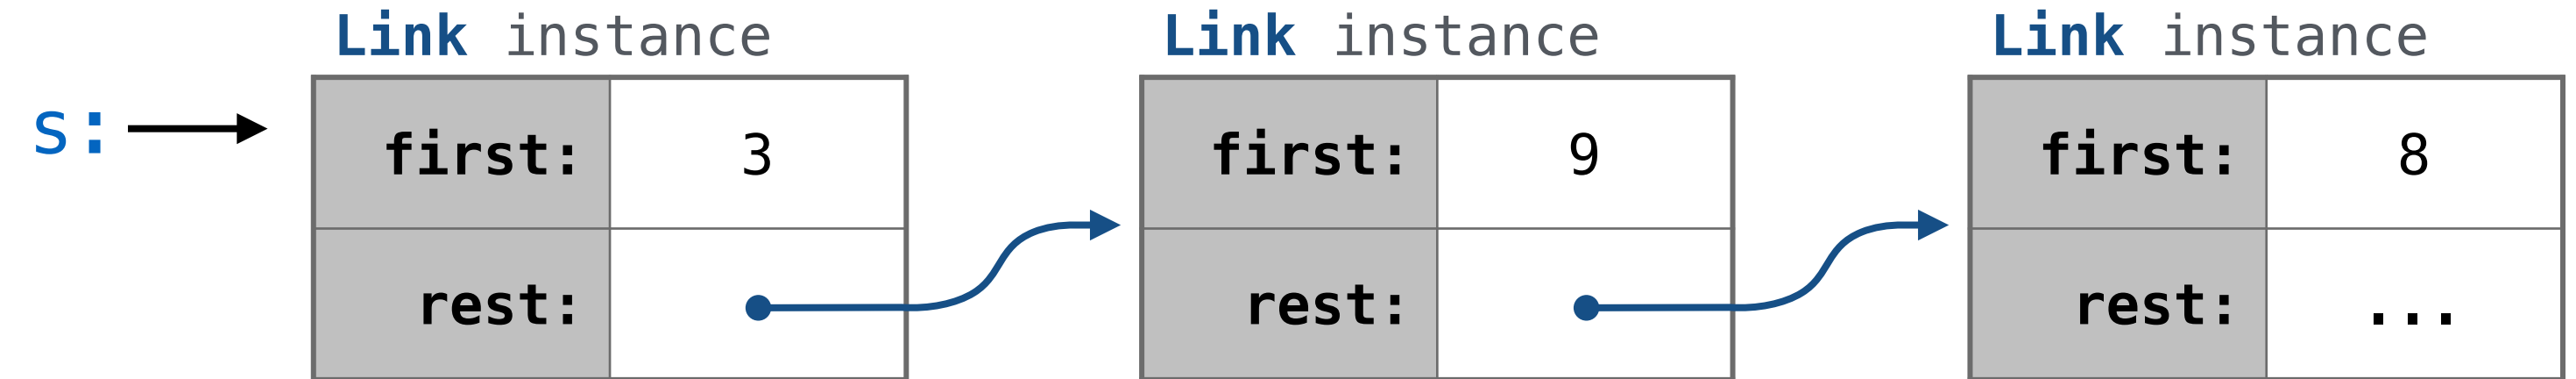 Link instance Link instance Link instance
s: first: 3 first: 9 first: 8
rest: rest: rest: ...